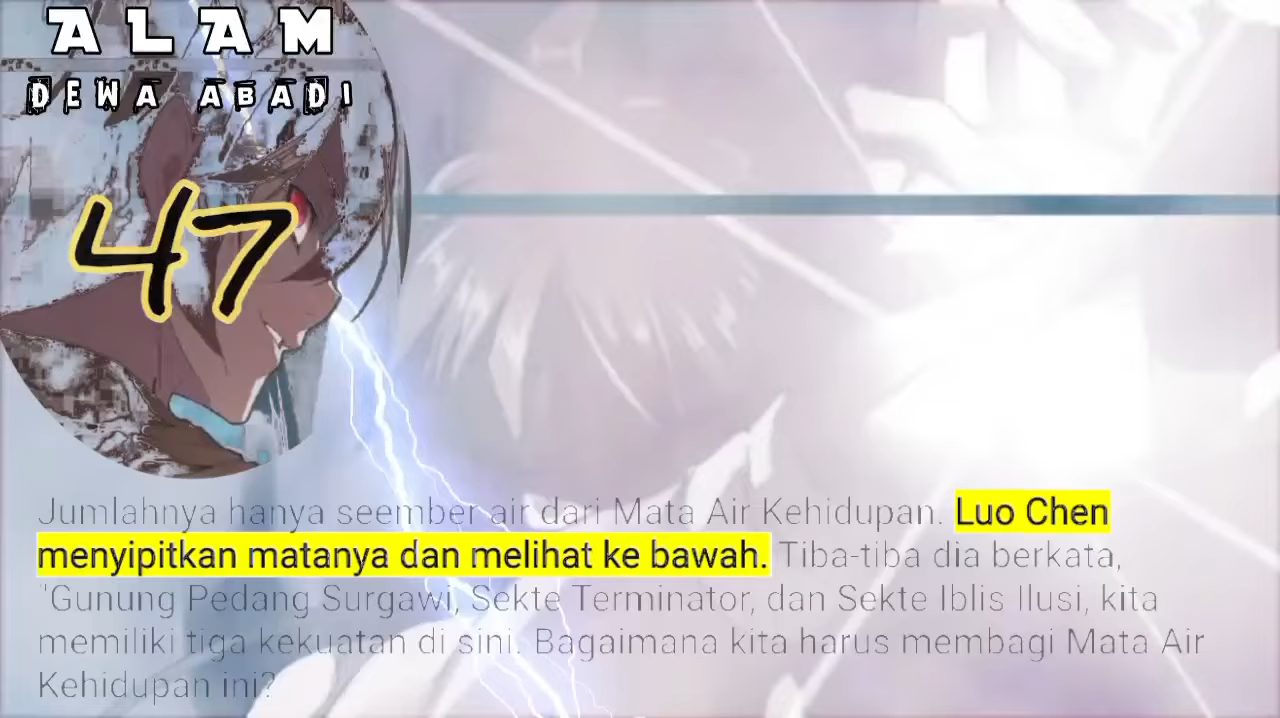 ALAM
DEWA ABADI
47
Jumlahnya hanya seember air dari Mata Air Kehidupan. Luo Chen
menyipitkan matanya dan melihat ke bawah. Tiba-tiba dia berkata,
"Gunung Pedang Surgawi, Sekte Terminator, dan Sekte Iblis Ilusi, kita
memiliki tiga kekuatan di sini. Bagaimana kita harus membagi Mata Air
Kehidupan ini?